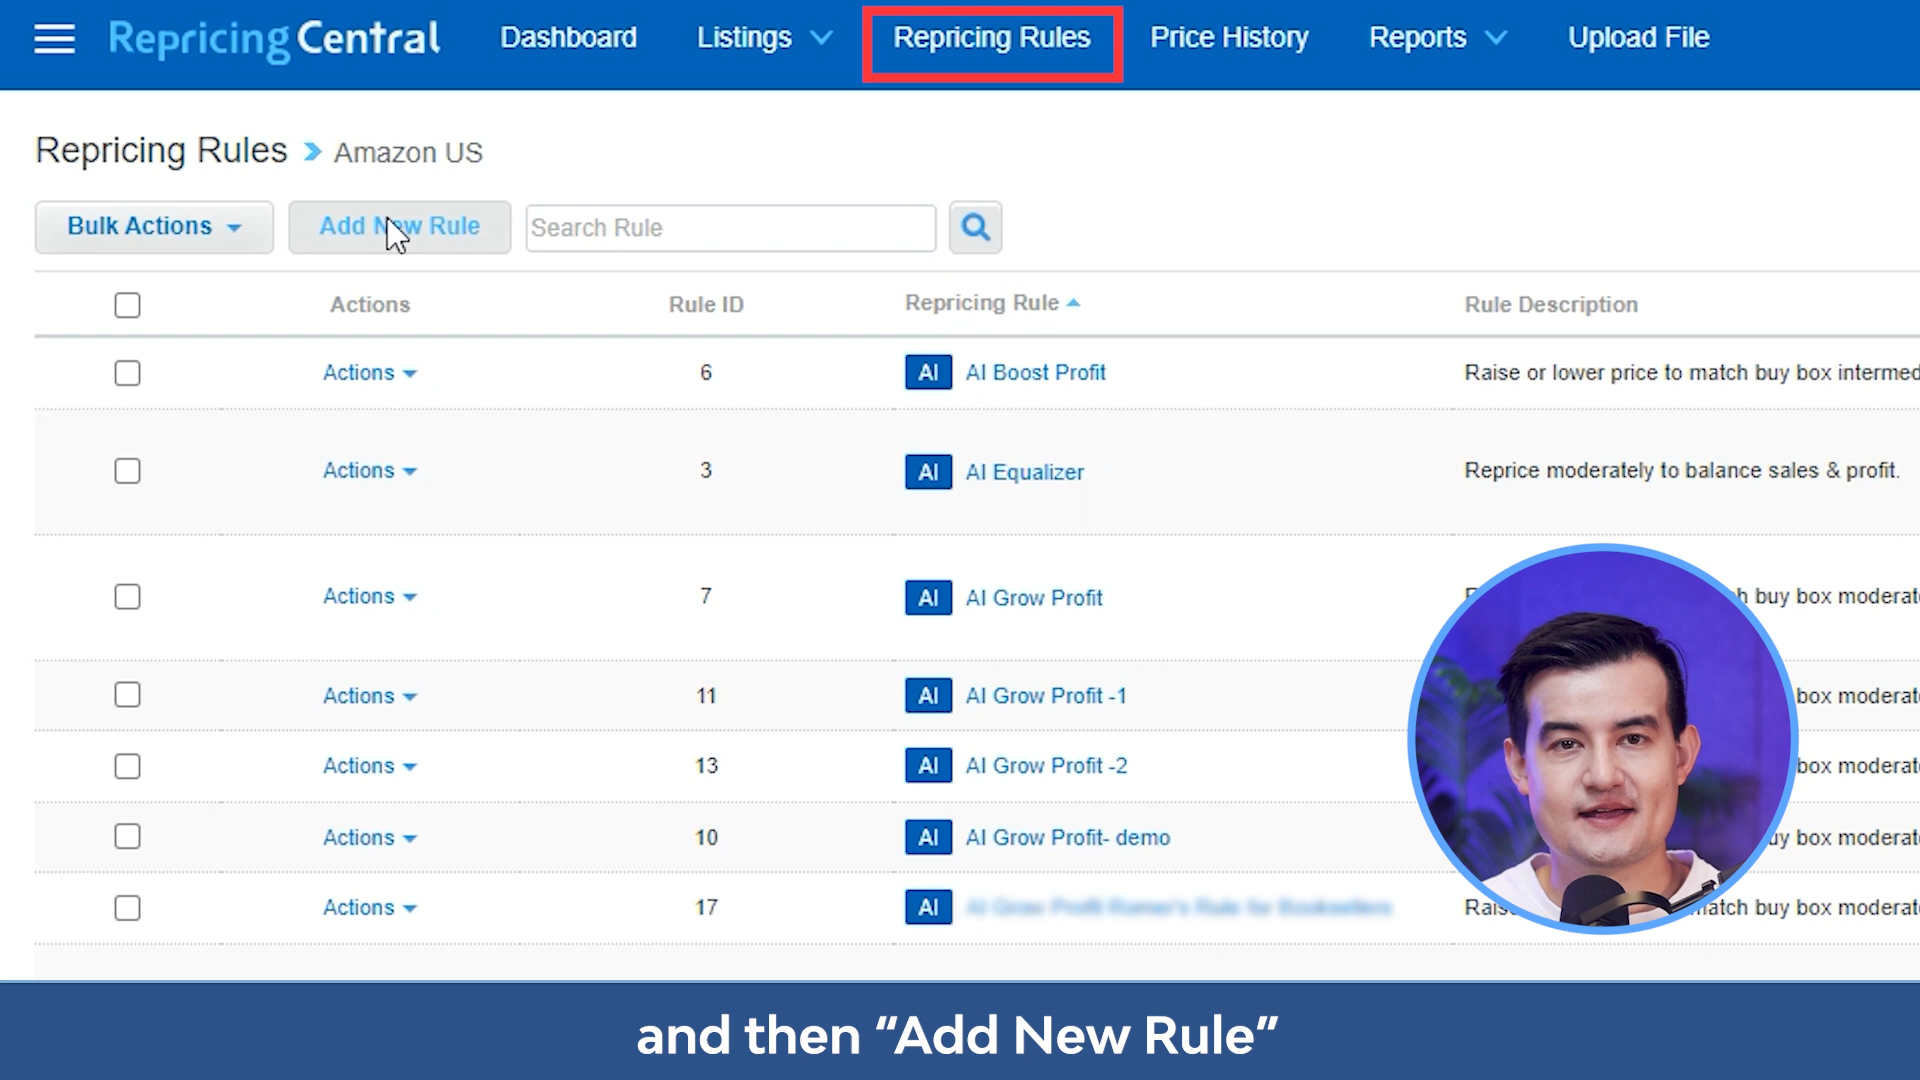 Repricing Central Dashboard Listings Repricing Rules Price History Reports Upload File
Repricing Rules Amazon US
Bulk Actions Add New Rule Search Rule
Actions Rule ID Repricing Rule Rule Description
Actions 6 AI AI Boost Profit Raise or lower price to match buy box intermed
Actions 3 AI AI Equalizer Reprice moderately to balance sales & profit.
Actions 7 AI AI Grow Profit buy box moderat
Actions 11 AI AI Grow Profit -1 box moderat
Actions 13 AI AI Grow Profit -2 box moderat
Actions 10 AI AI Grow Profit- demo box moderat
Actions 17 AI buy box moderat
and then “Add New Rule”